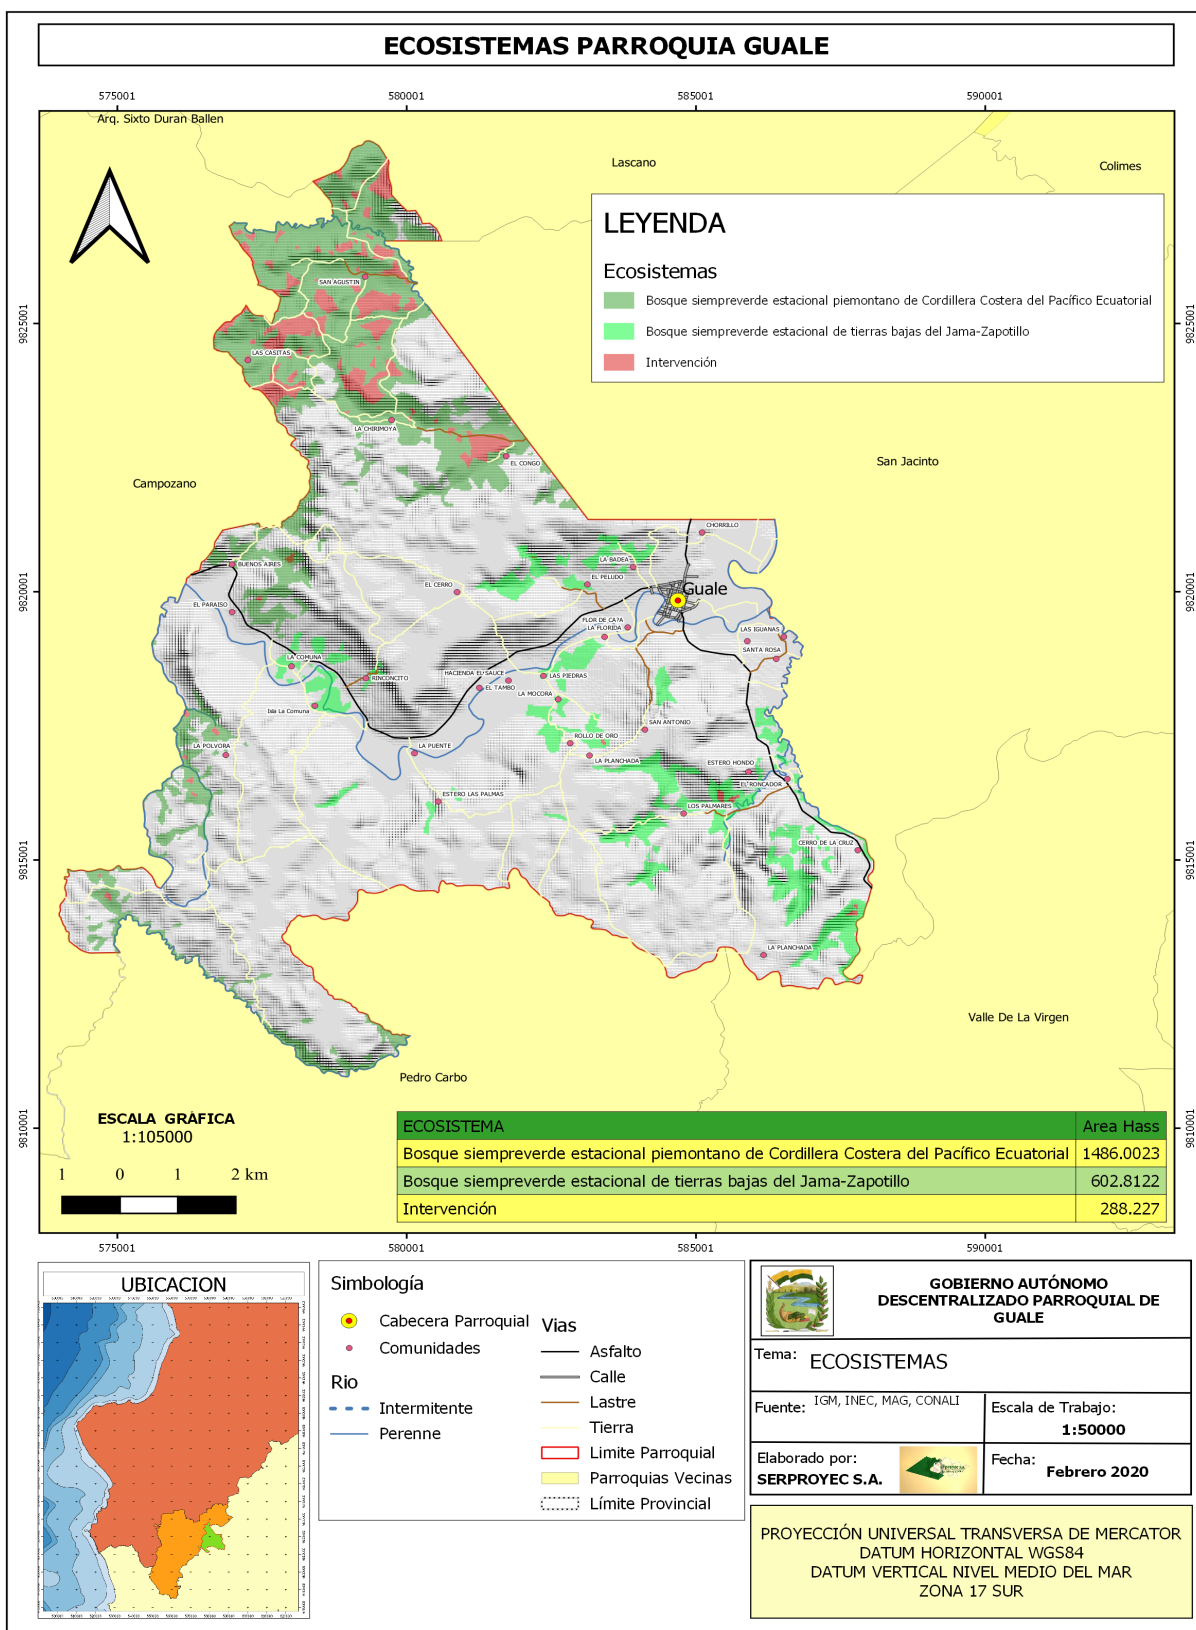 ECOSISTEMAS PARROQUIA GUALE
575001
580001
585001
590001
Arq. Sixto Duran Ballen
Lascano
Colimes
LEYENDA
Ecosistemas
Bosque siempreverde estacional piemontano de Cordillera Costera del Pacífico Ecuatorial
Bosque siempreverde estacional de tierras bajas del Jama-Zapotillo
Intervención
9825001
9825001
SAN AGUSTIN
LAS CASITAS
LA CHIRIMOYA
EL CONGO
San Jacinto
Campozano
CHORRILLO
LA BADEA
BUENOS AIRES
EL PELUDO
EL CERRO
Guale
9820001
9820001
EL PARAISO
FLOR DE CA?A
LA FLORIDA
LAS IGUANAS
SANTA ROSA
LA COMUNA
RINCONCITO
HACIENDA EL SAUCE
LAS PIEDRAS
EL TAMBO
LA MOCORA
Isla La Comuna
SAN ANTONIO
LA POLVORA
LA PUENTE
ROLLO DE ORO
LA PLANCHADA
ESTERO HONDO
EL RONCADOR
ESTERO LAS PALMAS
LOS PALMARES
CERRO DE LA CRUZ
9815001
9815001
LA PLANCHADA
Valle De La Virgen
Pedro Carbo
9810001
9810001
ESCALA GRÁFICA
1:105000
1 0 1 2 km
ECOSISTEMA Area Hass
Bosque siempreverde estacional piemontano de Cordillera Costera del Pacífico Ecuatorial 1486.0023
Bosque siempreverde estacional de tierras bajas del Jama-Zapotillo 602.8122
Intervención 288.227
575001
580001
585001
590001
UBICACION
Simbología
Cabecera Parroquial
Comunidades
Rio
Intermitente
Perenne
Vias
Asfalto
Calle
Lastre
Tierra
Limite Parroquial
Parroquias Vecinas
Límite Provincial
GOBIERNO AUTÓNOMO
DESCENTRALIZADO PARROQUIAL DE
GUALE
Tema: ECOSISTEMAS
Fuente: IGM, INEC, MAG, CONALI
Escala de Trabajo:
1:50000
Elaborado por:
SERPROYEC S.A.
Fecha: Febrero 2020
PROYECCIÓN UNIVERSAL TRANSVERSA DE MERCATOR
DATUM HORIZONTAL WGS84
DATUM VERTICAL NIVEL MEDIO DEL MAR
ZONA 17 SUR